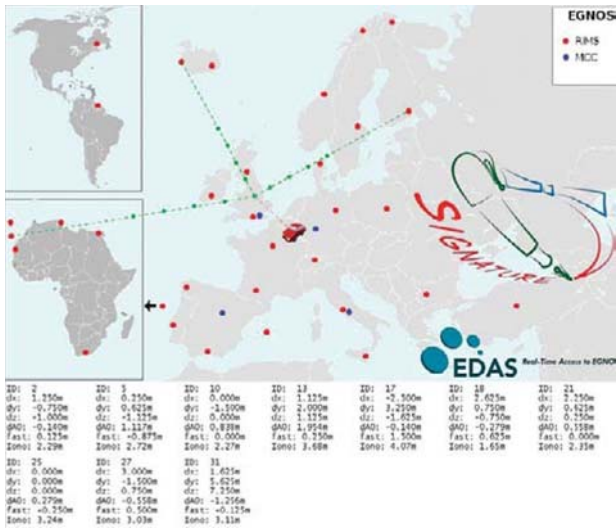 EGNOS
RIMS
MCC
SIGNATURE
EDAS Real-Time Access to EGNOS
ID: 2
dx: 1.250m
dy: -0.750m
dz: +1.000m
dA0: -0.140m
fast: 0.125m
Iono: 2.29m
ID: 5
dx: 0.250m
dy: 0.625m
dz: -1.125m
dA0: 1.117m
fast: -0.875m
Iono: 2.72m
ID: 10
dx: 0.000m
dy: -1.500m
dz: 0.000m
dA0: 0.838m
fast: 0.000m
Iono: 2.27m
ID: 13
dx: 1.125m
dy: 2.000m
dz: 1.125m
dA0: 1.954m
fast: 0.250m
Iono: 3.68m
ID: 17
dx: +2.500m
dy: 3.250m
dz: -1.625m
dA0: -0.140m
fast: 1.500m
Iono: 4.07m
ID: 18
dx: 2.625m
dy: 0.750m
dz: -0.750m
dA0: -0.279m
fast: 0.625m
Iono: 1.65m
ID: 21
dx: 2.250m
dy: 0.625m
dz: 0.250m
dA0: 0.558m
fast: 0.000m
Iono: 2.35m
ID: 25
dx: 0.000m
dy: 0.000m
dz: 0.000m
dA0: 0.279m
fast: +0.250m
Iono: 3.24m
ID: 27
dx: 3.000m
dy: -1.500m
dz: 0.750m
dA0: -0.558m
fast: 0.500m
Iono: 3.03m
ID: 31
dx: 1.625m
dy: 5.625m
dz: 7.250m
dA0: -1.256m
fast: +0.125m
Iono: 3.11m